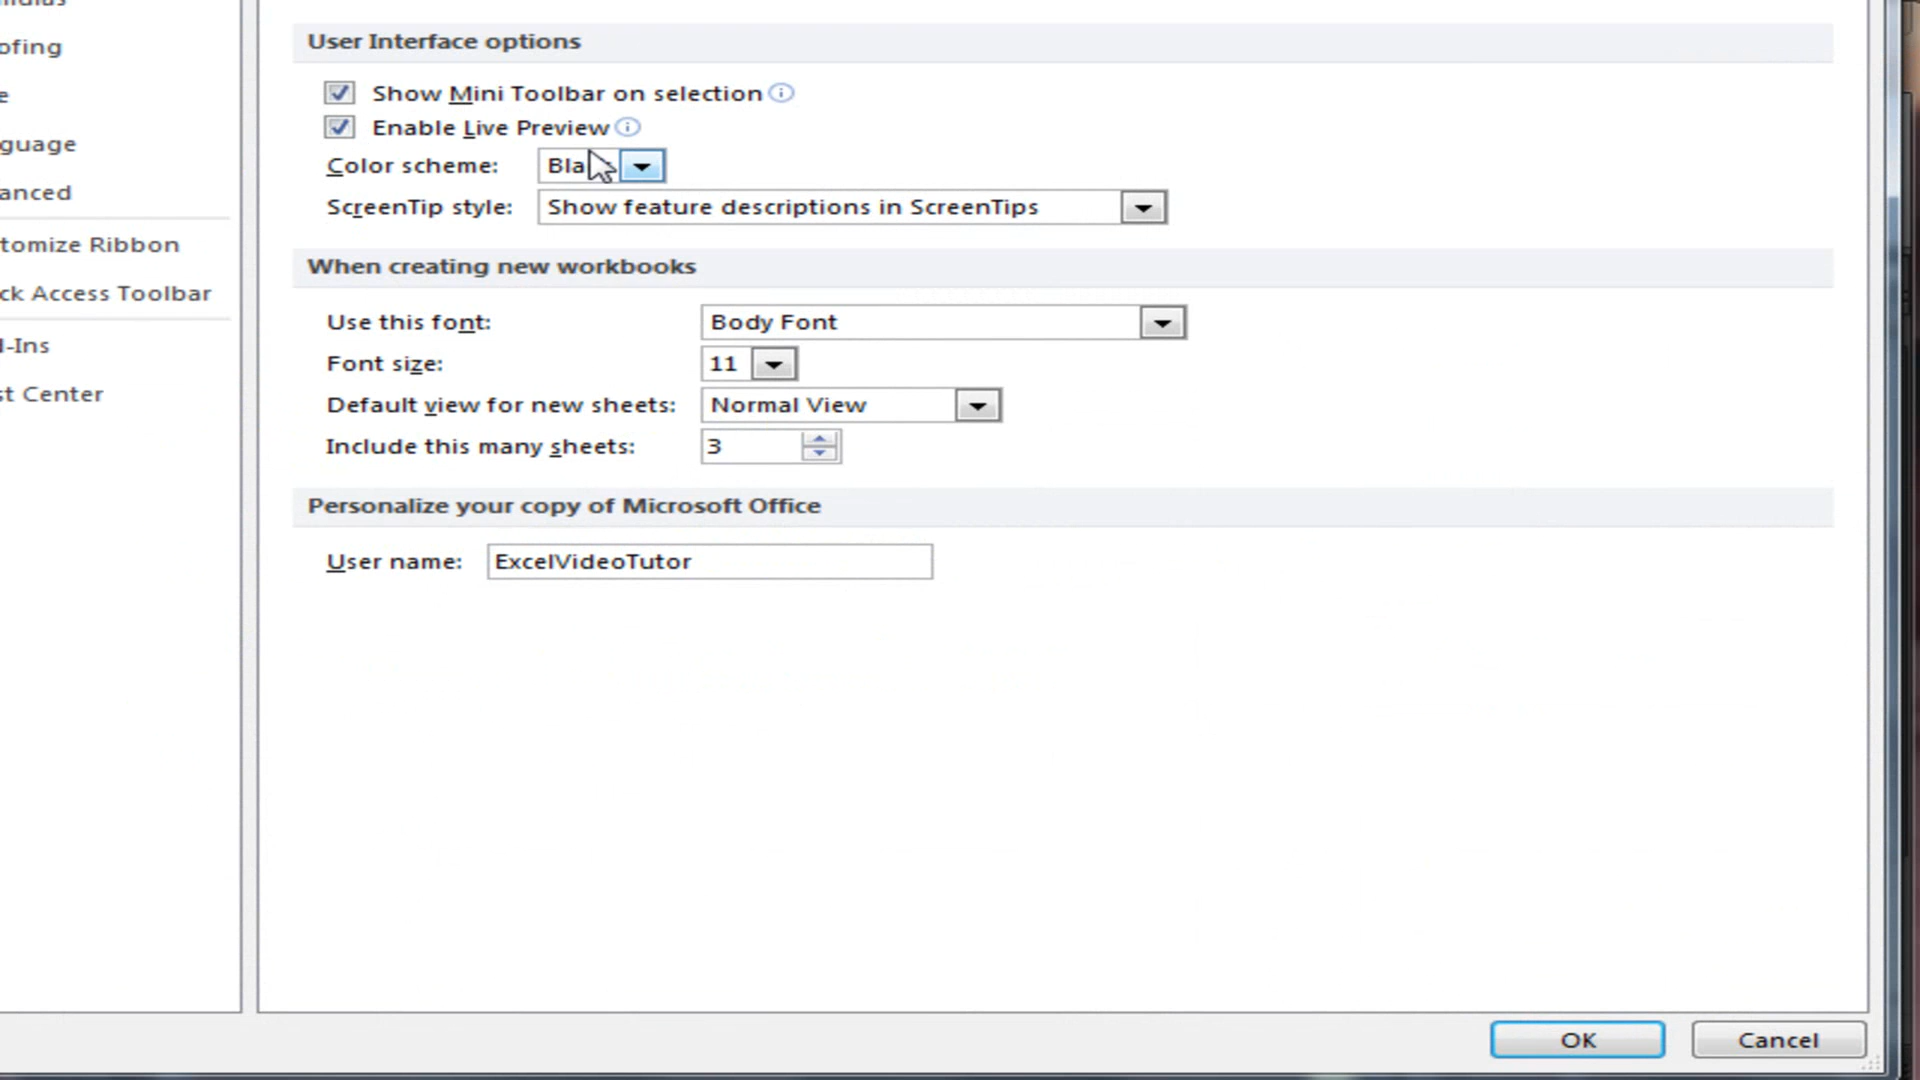 User Interface options
ofing
Show Mini Toolbar on selection
Enable Live Preview
guage
Color scheme:
anced
ScreenTip style: Show feature descriptions in ScreenTips
tomize Ribbon
When creating new workbooks
ck Access Toolbar
Use this font: Body Font
l-Ins
Font size: 11
st Center
Default view for new sheets: Normal View
Include this many sheets: 3
Personalize your copy of Microsoft Office
User name: ExcelVideoTutor
OK Cancel